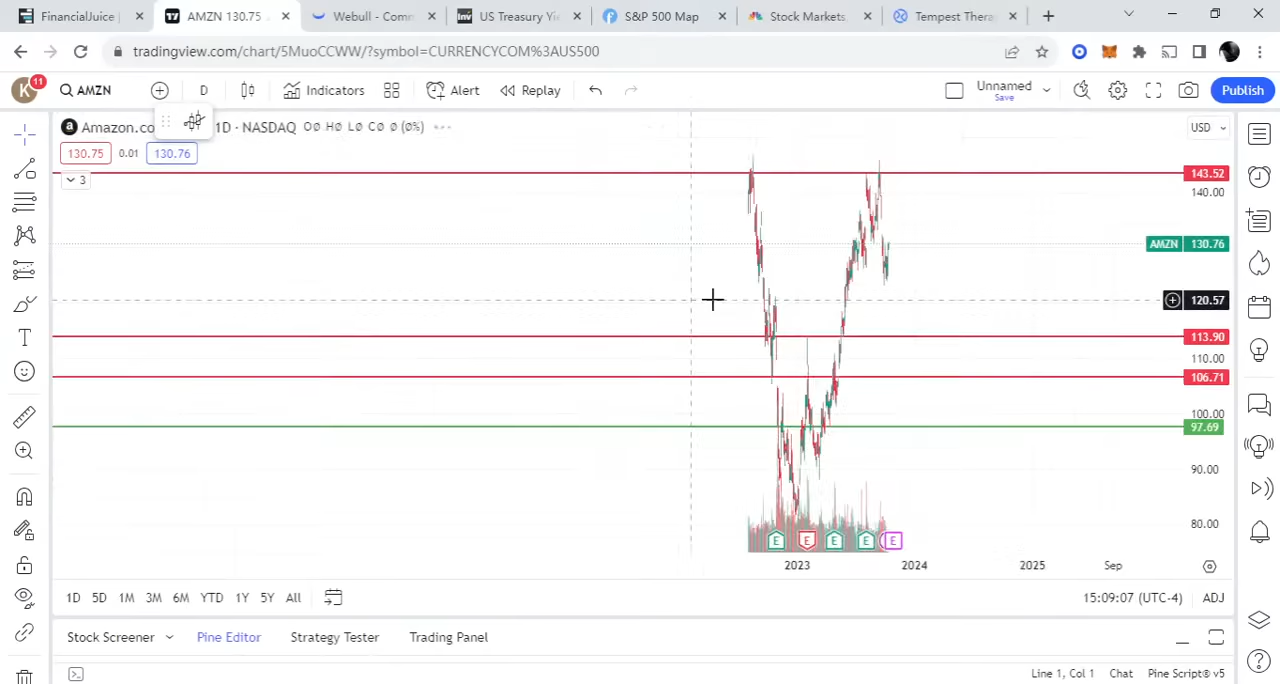 FinancialJuice |
AMZN 130.75
Webull - Comm
US Treasury Yi
S&P 500 Map
Stock Markets,
Tempest Thera
tradingview.com/chart/5MuoCCWW/?symbol=CURRENCYCOM%3AUS500
K 11
AMZN
D
Indicators
Alert
Replay
Unnamed
Save
Publish
Amazon.co 1D · NASDAQ O0 H0 L0 C0 0 (0%)
USD
130.75 0.01 130.76
3
143.52
140.00
AMZN 130.76
120.57
113.90
110.00
106.71
100.00
97.69
90.00
80.00
E E E E E
2023 2024 2025 Sep
1D 5D 1M 3M 6M YTD 1Y 5Y All
15:09:07 (UTC-4) ADJ
Stock Screener Pine Editor Strategy Tester Trading Panel
Line 1, Col 1 Chat Pine Script® v5